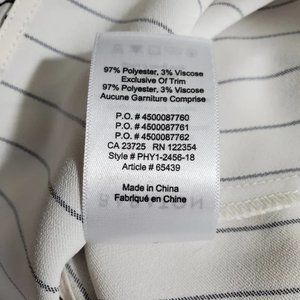 97% Polyester, 3% Viscose
Exclusive Of Trim
97% Polyester, 3% Viscose
Aucune Garniture Comprise
P.O. # 4500087760
P.O. # 4500087761
P.O. # 4500087762
CA 23725 RN 122354
Style # PHY1-2456-18
Article # 65439
Made in China
Fabriqué en Chine